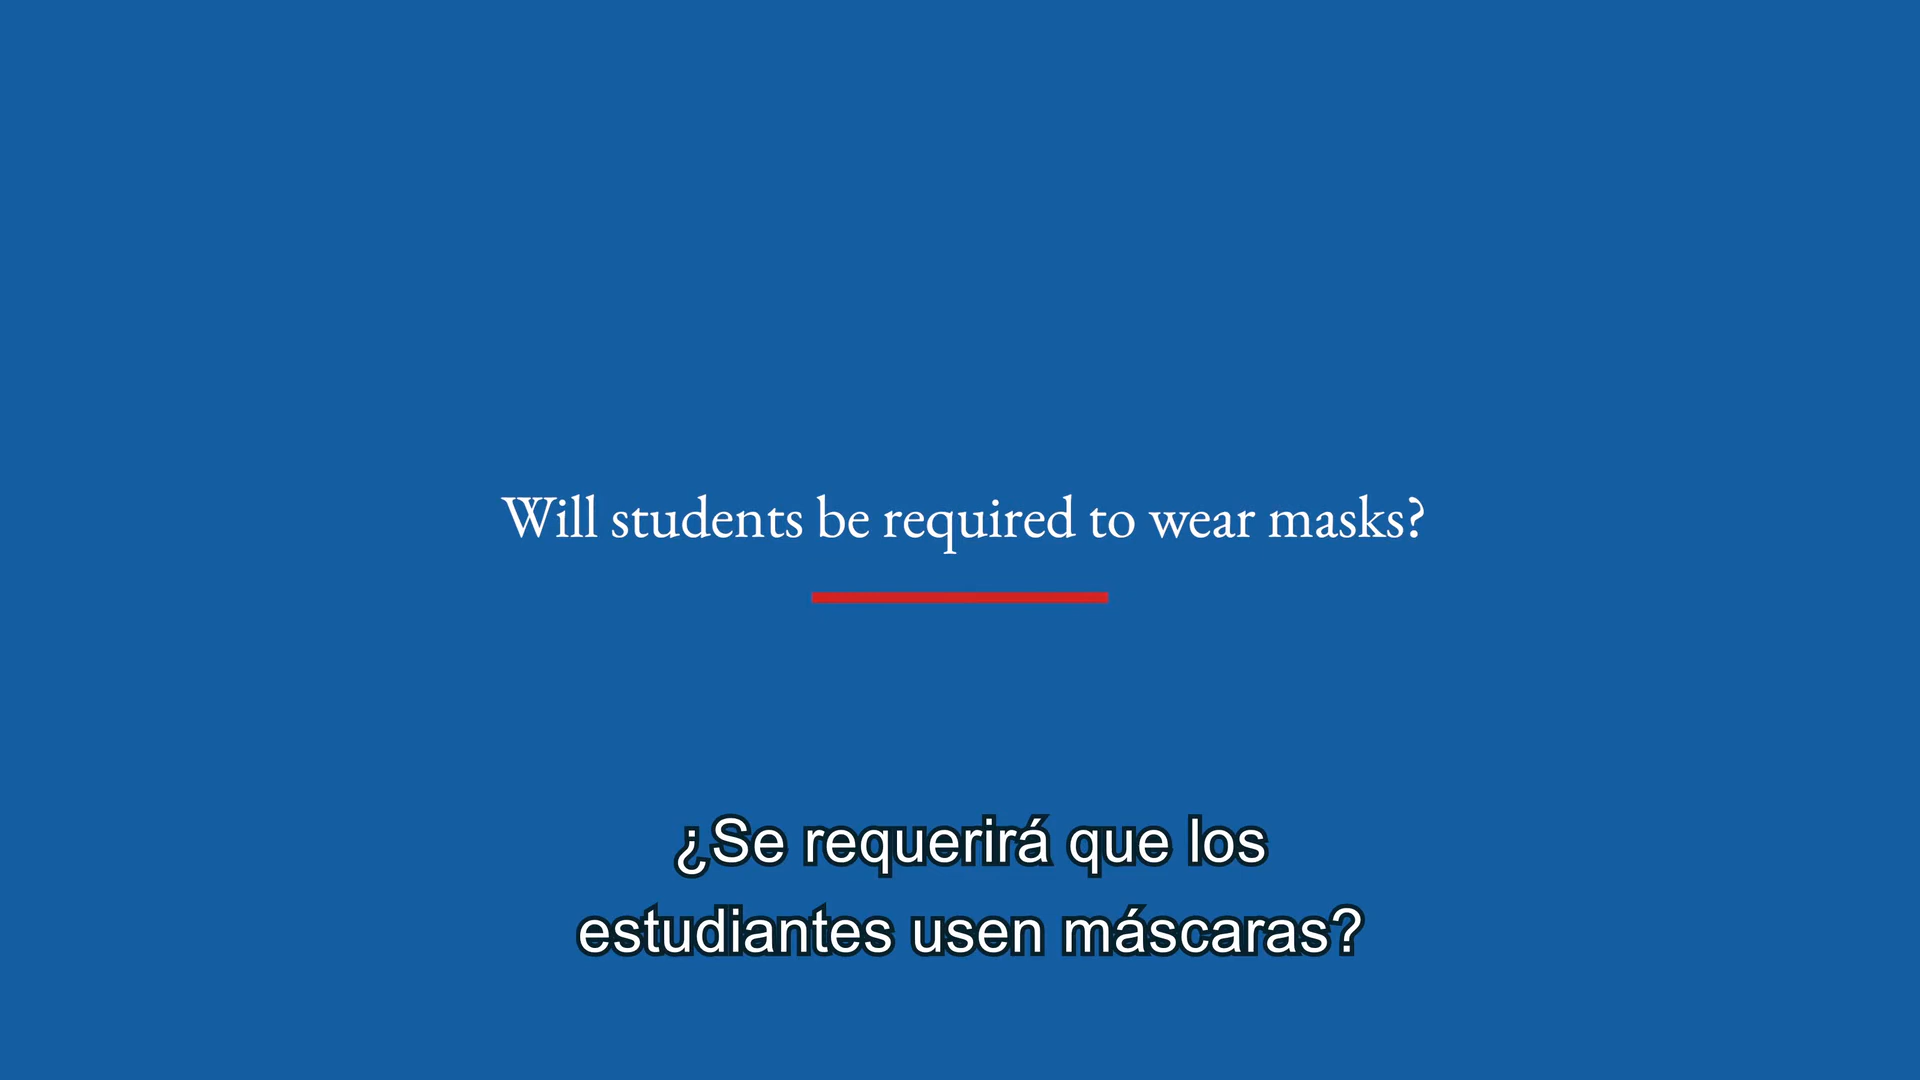 Will students be required to wear masks?
¿Se requerirá que los
estudiantes usen máscaras?